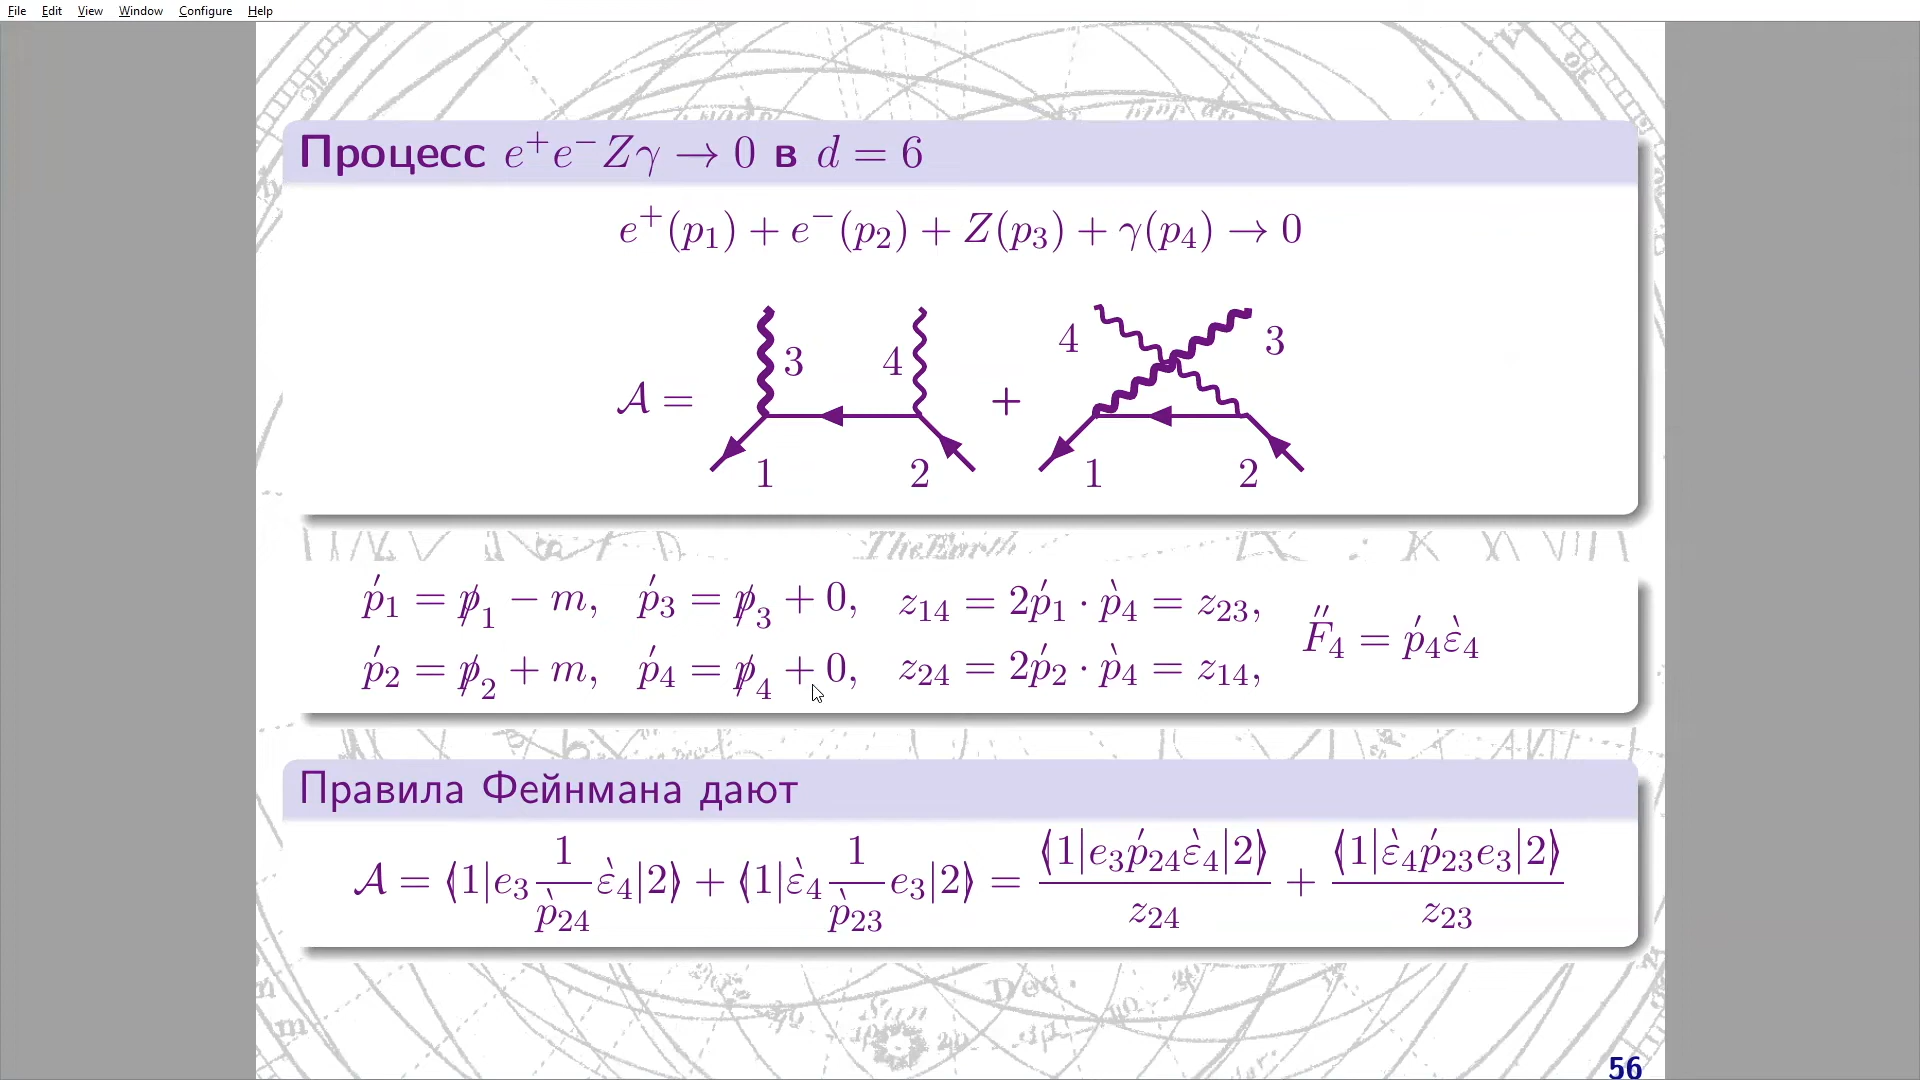 File Edit View Window Configure Help
Процесс e⁺e⁻Zγ → 0 в d = 6
e⁺(p₁) + e⁻(p₂) + Z(p₃) + γ(p₄) → 0
4 3
3 4
𝒜 = +
1 2 1 2
ṕ₁ = p̸₁ − m, ṕ₃ = p̸₃ + 0, z₁₄ = 2ṕ₁ · p̀₄ = z₂₃,
F̋₄ = ṕ₄ὲ₄
ṕ₂ = p̸₂ + m, ṕ₄ = p̸₄ + 0, z₂₄ = 2ṕ₂ · p̀₄ = z₁₄,
TheEarth
Правила Фейнмана дают
𝒜 = ⟪1|e₃ 1/p̀₂₄ ὲ₄|2⟫ + ⟪1|ὲ₄ 1/p̀₂₃ e₃|2⟫ = ⟪1|e₃ṕ₂₄ὲ₄|2⟫/z₂₄ + ⟪1|ὲ₄ṕ₂₃e₃|2⟫/z₂₃
Dec.
Sun
56